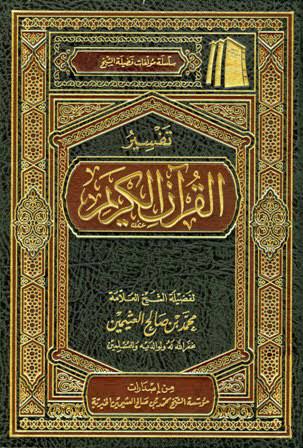 سلسلة مؤلفات فضيلة الشيخ
تفسير
القرآن الكريم
لفضيلة الشيخ العلامة
محمد بن صالح العثيمين
غفر الله له ولوالديه وللمسلمين
من إصدارات
مؤسسة الشيخ محمد بن صالح العثيمين الخيرية